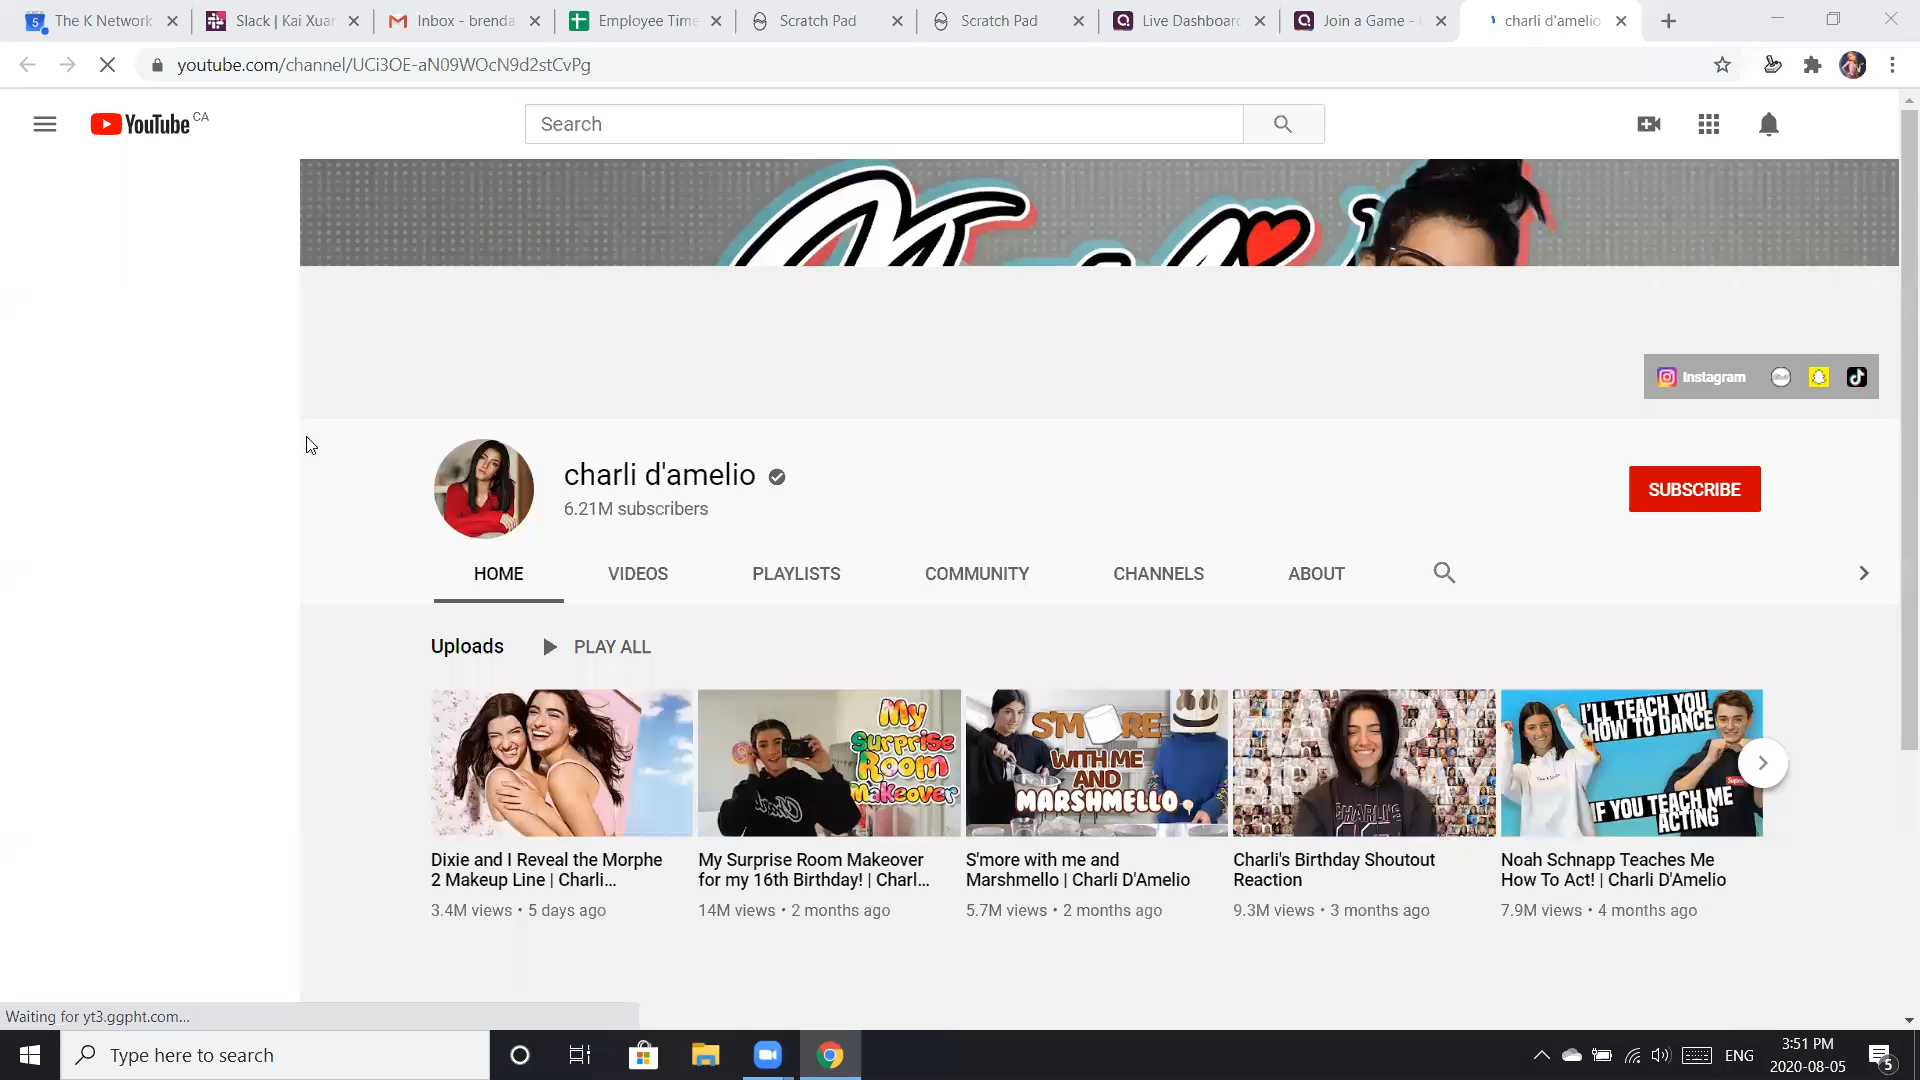 The K Network
Slack | Kai Xuar
Inbox - brenda
Employee Time
Scratch Pad
Scratch Pad
Live Dashboard
Join a Game -
charli d'amelio
youtube.com/channel/UCi3OE-aN09WOcN9d2stCvPg
YouTube CA
Search
Instagram
charli d'amelio
6.21M subscribers
SUBSCRIBE
HOME
VIDEOS
PLAYLISTS
COMMUNITY
CHANNELS
ABOUT
Uploads
PLAY ALL
My
Surprise
Room
Makeover
S'MORE
WITH ME
AND
MARSHMELLO
CHARLI'S
I'LL TEACH YOU
HOW TO DANCE
IF YOU TEACH ME
ACTING
Dixie and I Reveal the Morphe
2 Makeup Line | Charli...
3.4M views • 5 days ago
My Surprise Room Makeover
for my 16th Birthday! | Charl...
14M views • 2 months ago
S'more with me and
Marshmello | Charli D'Amelio
5.7M views • 2 months ago
Charli's Birthday Shoutout
Reaction
9.3M views • 3 months ago
Noah Schnapp Teaches Me
How To Act! | Charli D'Amelio
7.9M views • 4 months ago
Waiting for yt3.ggpht.com...
Type here to search
ENG
3:51 PM
2020-08-05
5